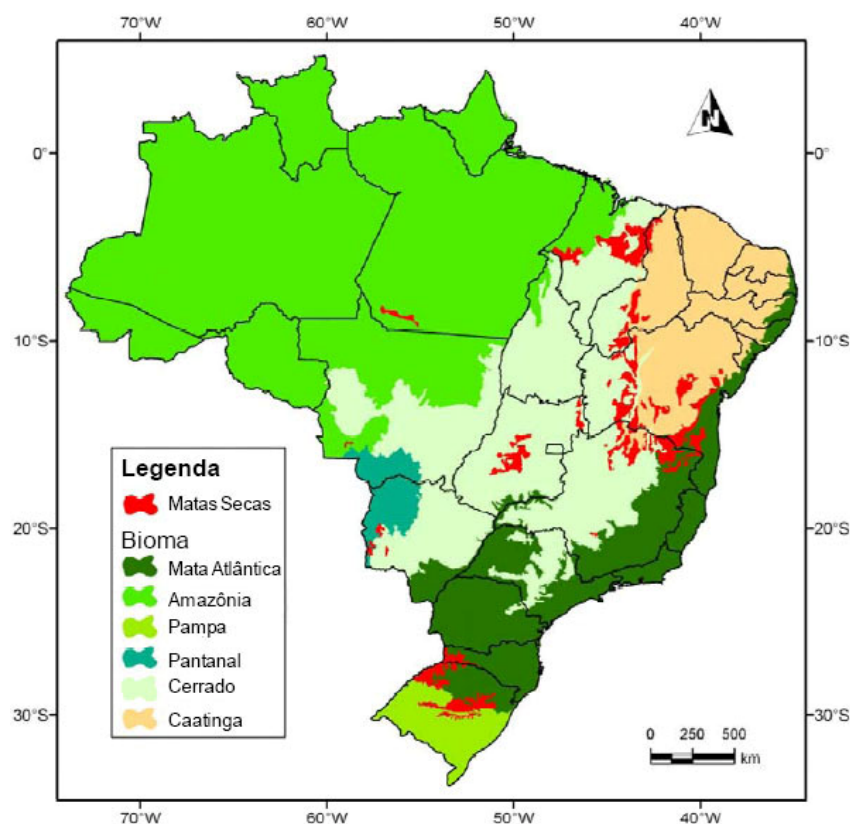 70°W 60°W 50°W 40°W
N
0° 0°
10°S 10°S
20°S 20°S
30°S 30°S
Legenda
Matas Secas
Bioma
Mata Atlântica
Amazônia
Pampa
Pantanal
Cerrado
Caatinga
0 250 500
km
70°W 60°W 50°W 40°W